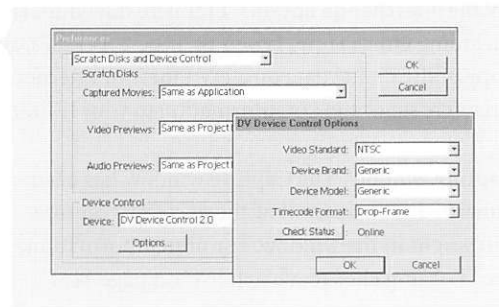 Preferences
Scratch Disks and Device Control
OK
Scratch Disks
Cancel
Captured Movies: Same as Application
Video Previews: Same as Project
Audio Previews: Same as Project
Device Control
Device: DV Device Control 2.0
Options...
DV Device Control Options
Video Standard: NTSC
Device Brand: Generic
Device Model: Generic
Timecode Format: Drop-Frame
Check Status : Online
OK
Cancel